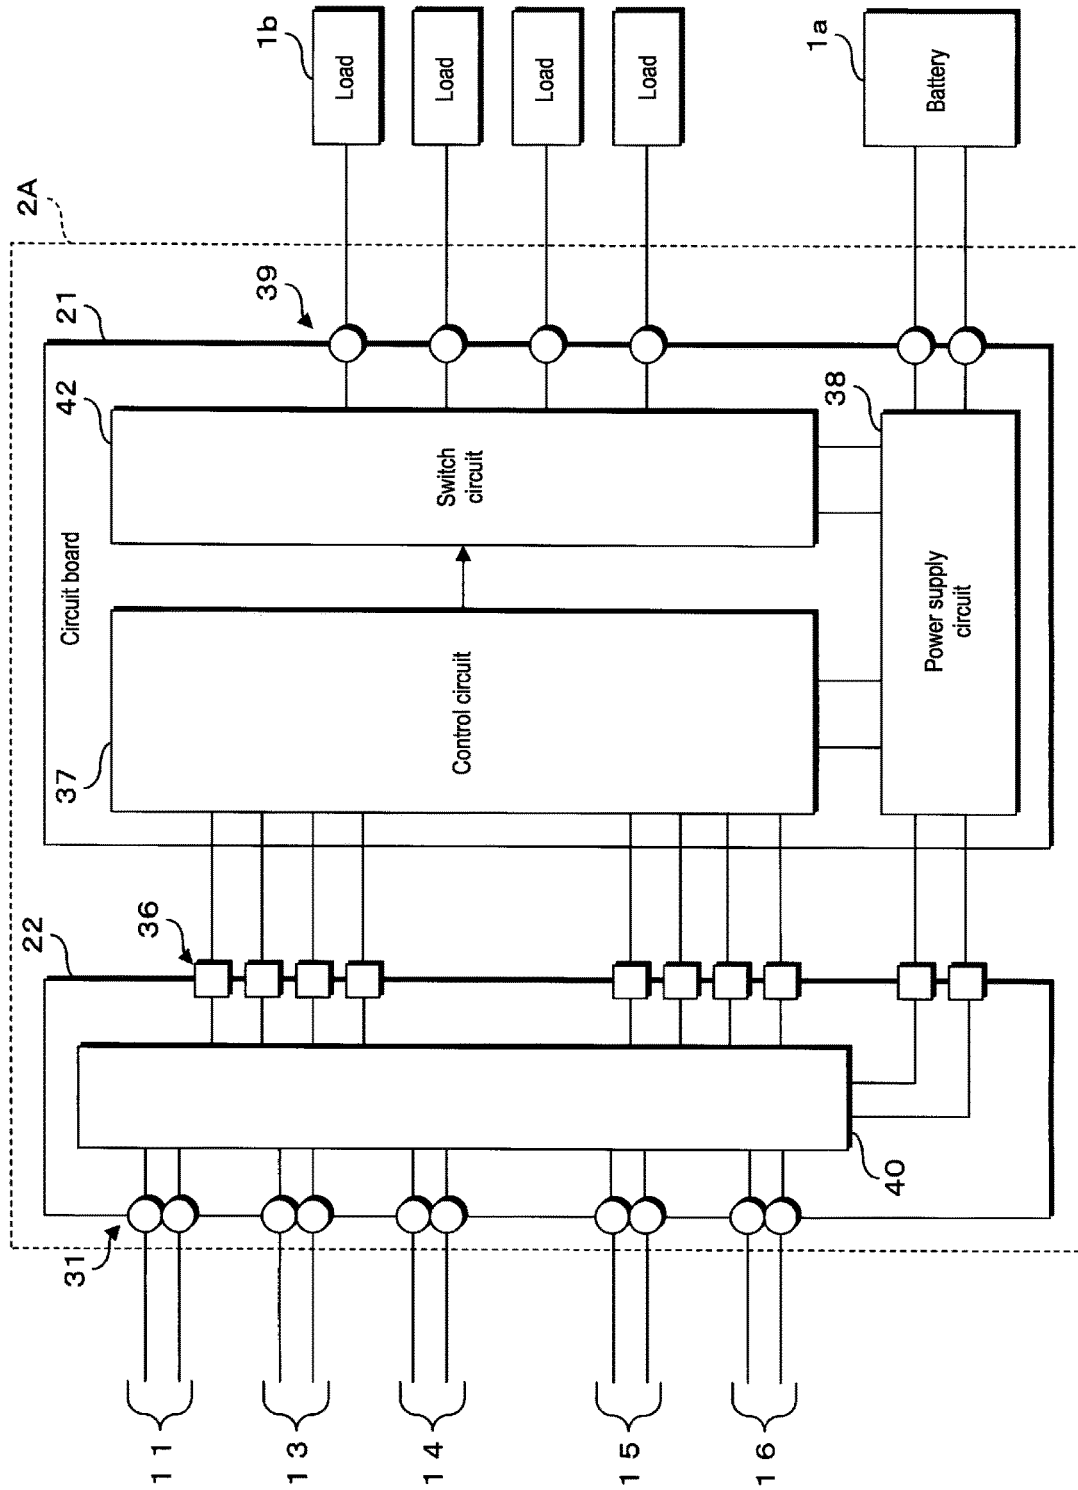 2A
22
21
Circuit board
31
11
13
14
15
16
40
36
37
Control circuit
42
Switch
circuit
38
Power supply
circuit
39
1b
Load
Load
Load
Load
1a
Battery